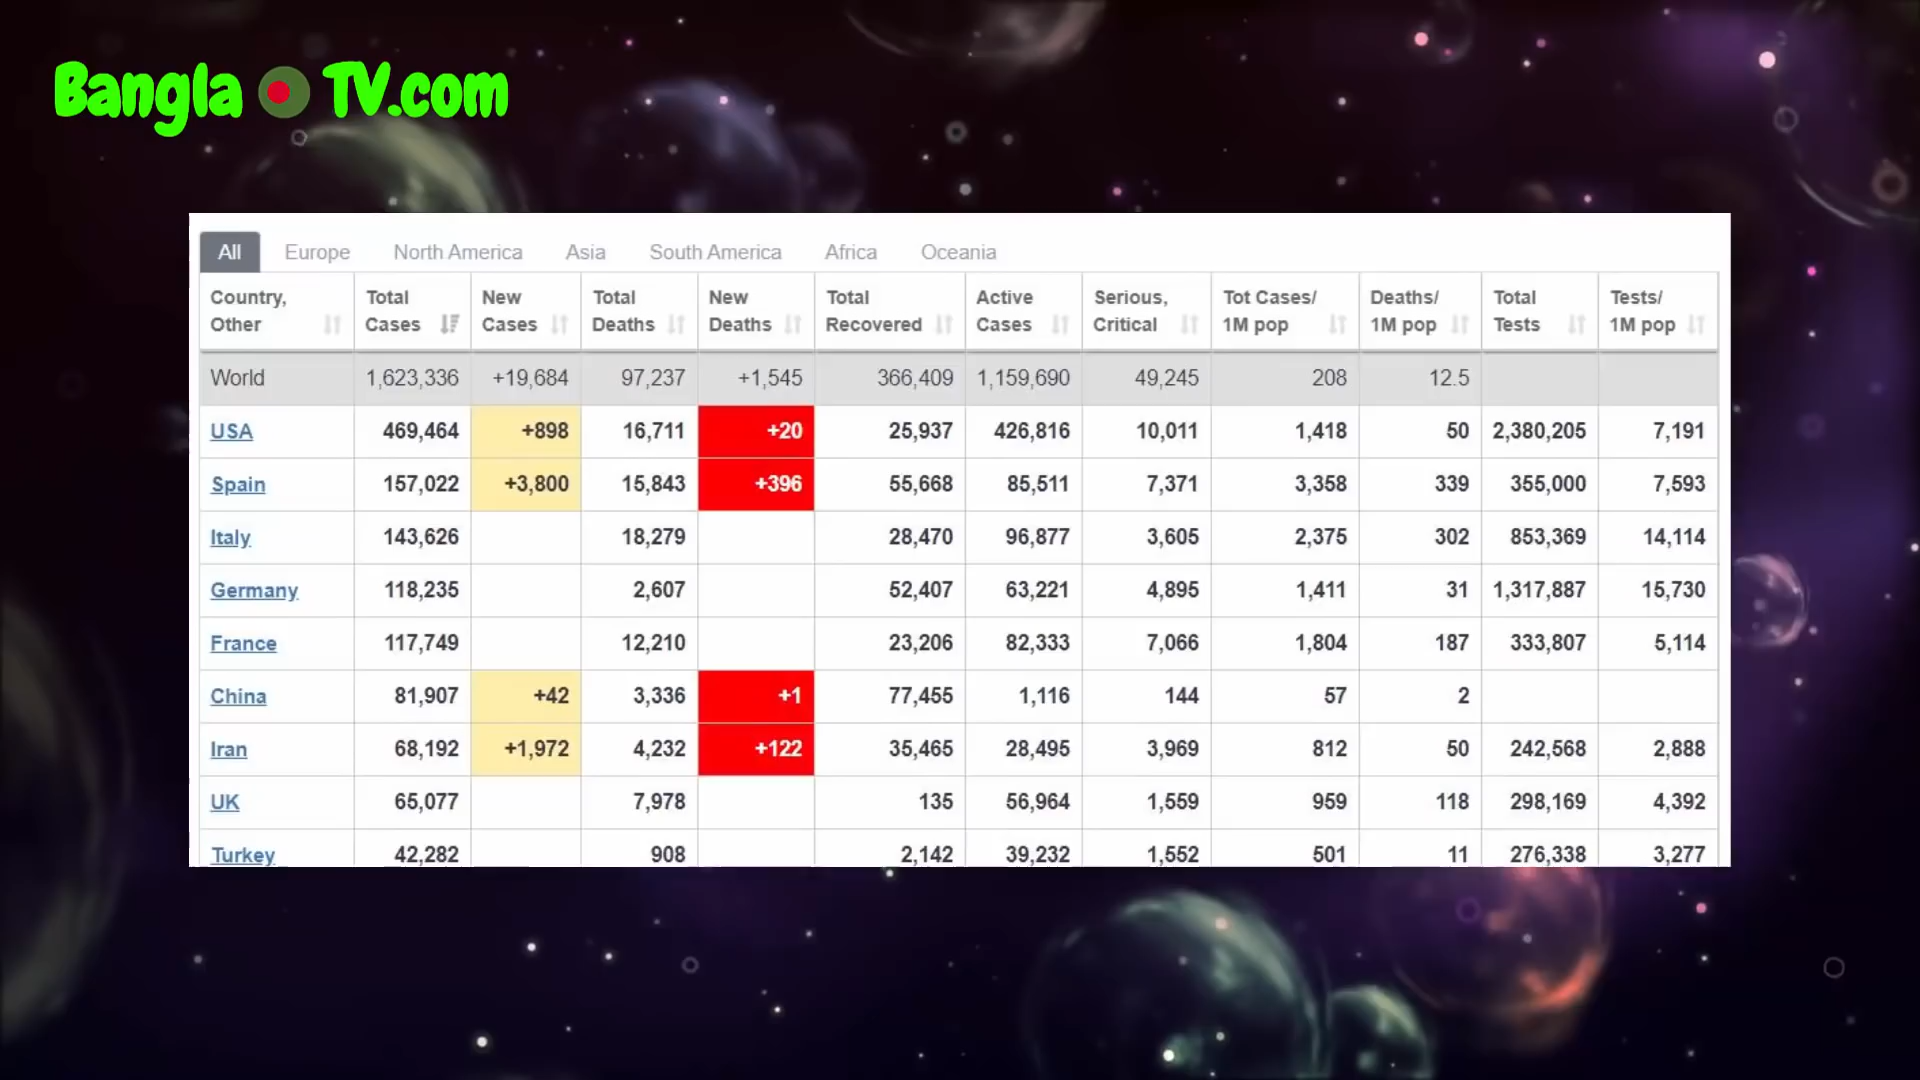 Bangla TV.com
All Europe North America Asia South America Africa Oceania
Country, Other Total Cases New Cases Total Deaths New Deaths Total Recovered Active Cases Serious, Critical Tot Cases/ 1M pop Deaths/ 1M pop Total Tests Tests/ 1M pop
World 1,623,336 +19,684 97,237 +1,545 366,409 1,159,690 49,245 208 12.5
USA 469,464 +898 16,711 +20 25,937 426,816 10,011 1,418 50 2,380,205 7,191
Spain 157,022 +3,800 15,843 +396 55,668 85,511 7,371 3,358 339 355,000 7,593
Italy 143,626 18,279 28,470 96,877 3,605 2,375 302 853,369 14,114
Germany 118,235 2,607 52,407 63,221 4,895 1,411 31 1,317,887 15,730
France 117,749 12,210 23,206 82,333 7,066 1,804 187 333,807 5,114
China 81,907 +42 3,336 +1 77,455 1,116 144 57 2
Iran 68,192 +1,972 4,232 +122 35,465 28,495 3,969 812 50 242,568 2,888
UK 65,077 7,978 135 56,964 1,559 959 118 298,169 4,392
Turkey 42,282 908 2,142 39,232 1,552 501 11 276,338 3,277